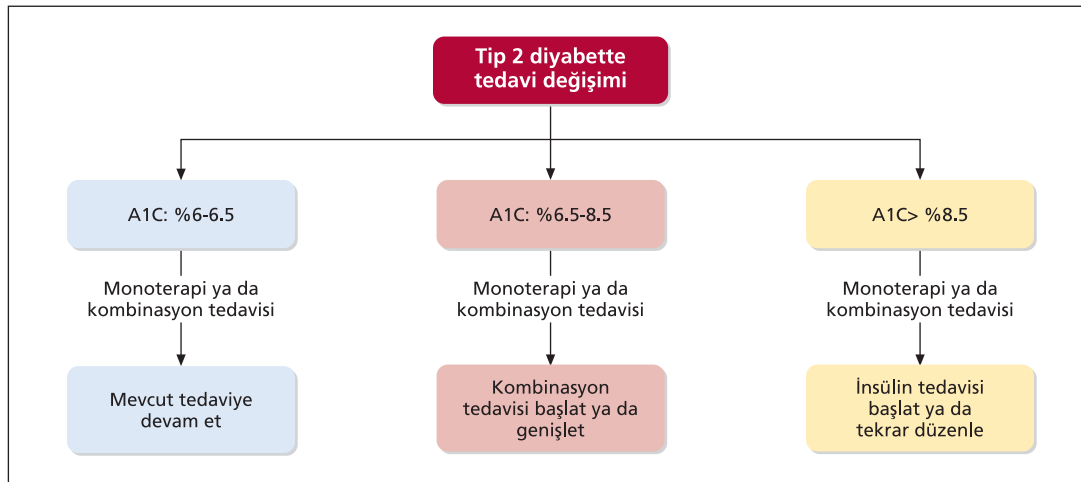 Tip 2 diyabette
tedavi değişimi
A1C: %6-6.5
A1C: %6.5-8.5
A1C> %8.5
Monoterapi ya da
kombinasyon tedavisi
Monoterapi ya da
kombinasyon tedavisi
Monoterapi ya da
kombinasyon tedavisi
Mevcut tedaviye
devam et
Kombinasyon
tedavisi başlat ya da
genişlet
İnsülin tedavisi
başlat ya da
tekrar düzenle